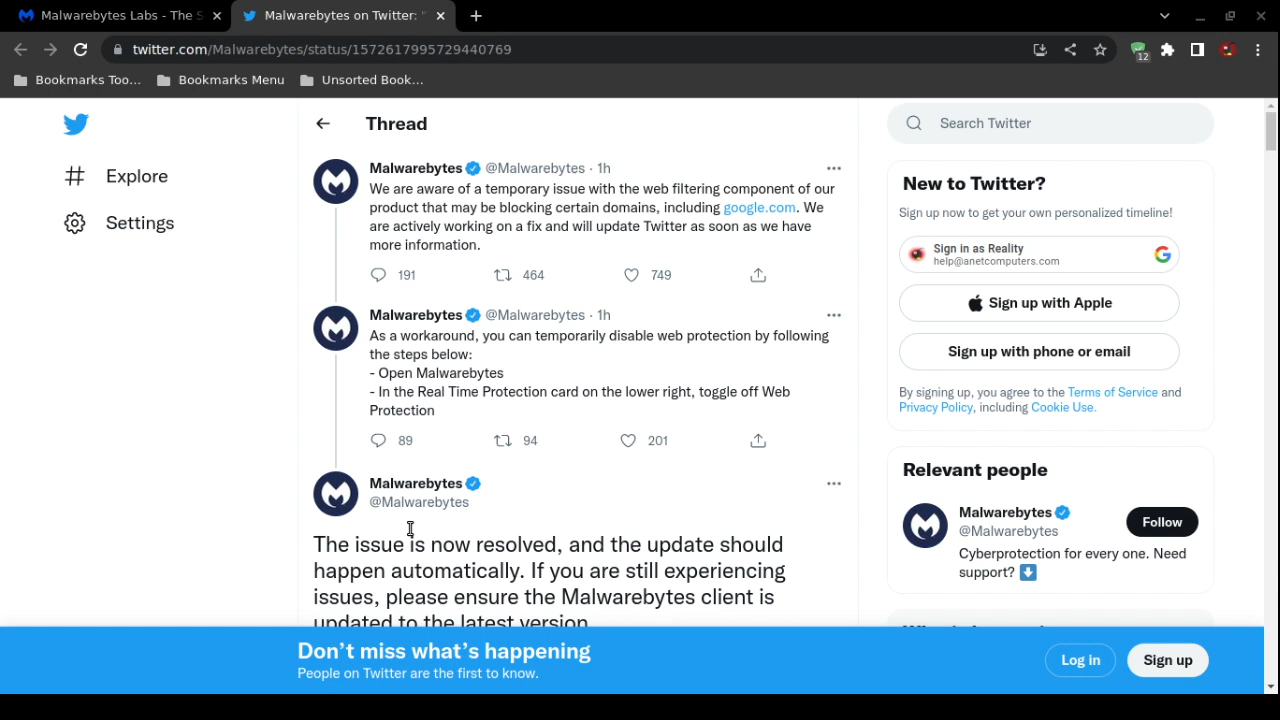 Malwarebytes Labs - The S
Malwarebytes on Twitter: "
twitter.com/Malwarebytes/status/1572617995729440769
12
Bookmarks Too...
Bookmarks Menu
Unsorted Book...
Explore
Settings
Thread
Malwarebytes @Malwarebytes · 1h
We are aware of a temporary issue with the web filtering component of our
product that may be blocking certain domains, including google.com. We
are actively working on a fix and will update Twitter as soon as we have
more information.
191 464 749
Malwarebytes @Malwarebytes · 1h
As a workaround, you can temporarily disable web protection by following
the steps below:
- Open Malwarebytes
- In the Real Time Protection card on the lower right, toggle off Web
Protection
89 94 201
Malwarebytes
@Malwarebytes
The issue is now resolved, and the update should
happen automatically. If you are still experiencing
issues, please ensure the Malwarebytes client is
updated to the latest version
Search Twitter
New to Twitter?
Sign up now to get your own personalized timeline!
Sign in as Reality
help@anetcomputers.com
Sign up with Apple
Sign up with phone or email
By signing up, you agree to the Terms of Service and
Privacy Policy, including Cookie Use.
Relevant people
Malwarebytes
@Malwarebytes
Follow
Cyberprotection for every one. Need
support?
Don't miss what's happening
People on Twitter are the first to know.
Log in
Sign up